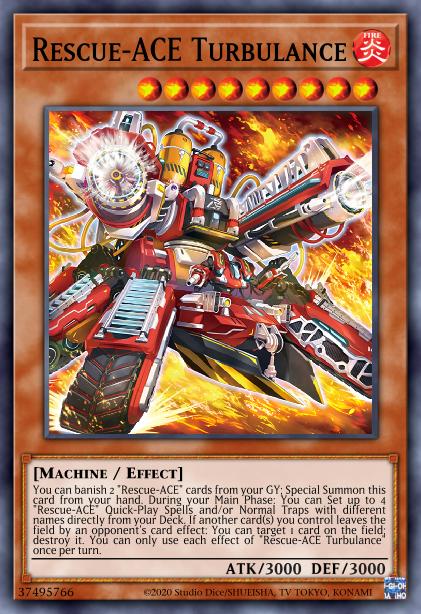 RESCUE-ACE TURBULANCE
FIRE
炎
[MACHINE / EFFECT]
You can banish 2 "Rescue-ACE" cards from your GY; Special Summon this
card from your hand. During your Main Phase: You can Set up to 4
"Rescue-ACE" Quick-Play Spells and/or Normal Traps with different
names directly from your Deck. If another card(s) you control leaves the
field by an opponent's card effect: You can target 1 card on the field;
destroy it. You can only use each effect of "Rescue-ACE Turbulance"
once per turn.
ATK/3000 DEF/3000
37495766
©2020 Studio Dice/SHUEISHA, TV TOKYO, KONAMI